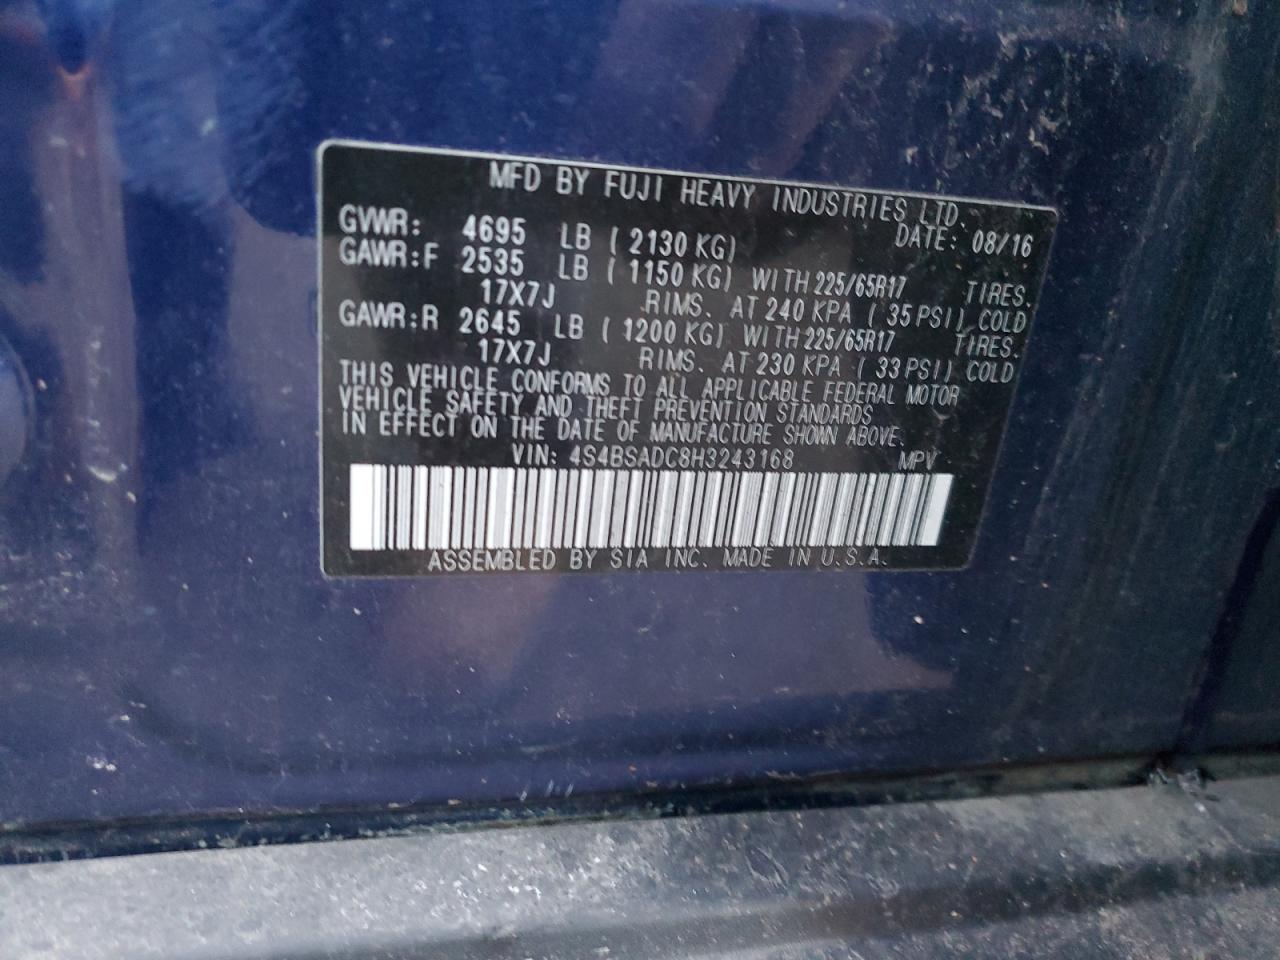 MFD BY FUJI HEAVY INDUSTRIES LTD.
DATE: 08/16
GVWR: 4695 LB ( 2130 KG)
GAWR:F 2535 LB ( 1150 KG) WITH 225/65R17 TIRES.
17X7J RIMS. AT 240 KPA ( 35 PSI) COLD
GAWR:R 2645 LB ( 1200 KG) WITH 225/65R17 TIRES.
17X7J RIMS. AT 230 KPA ( 33 PSI) COLD
THIS VEHICLE CONFORMS TO ALL APPLICABLE FEDERAL MOTOR
VEHICLE SAFETY AND THEFT PREVENTION STANDARDS
IN EFFECT ON THE DATE OF MANUFACTURE SHOWN ABOVE.
VIN: 4S4BSADC8H3243168 MPV
ASSEMBLED BY SIA INC. MADE IN U.S.A.